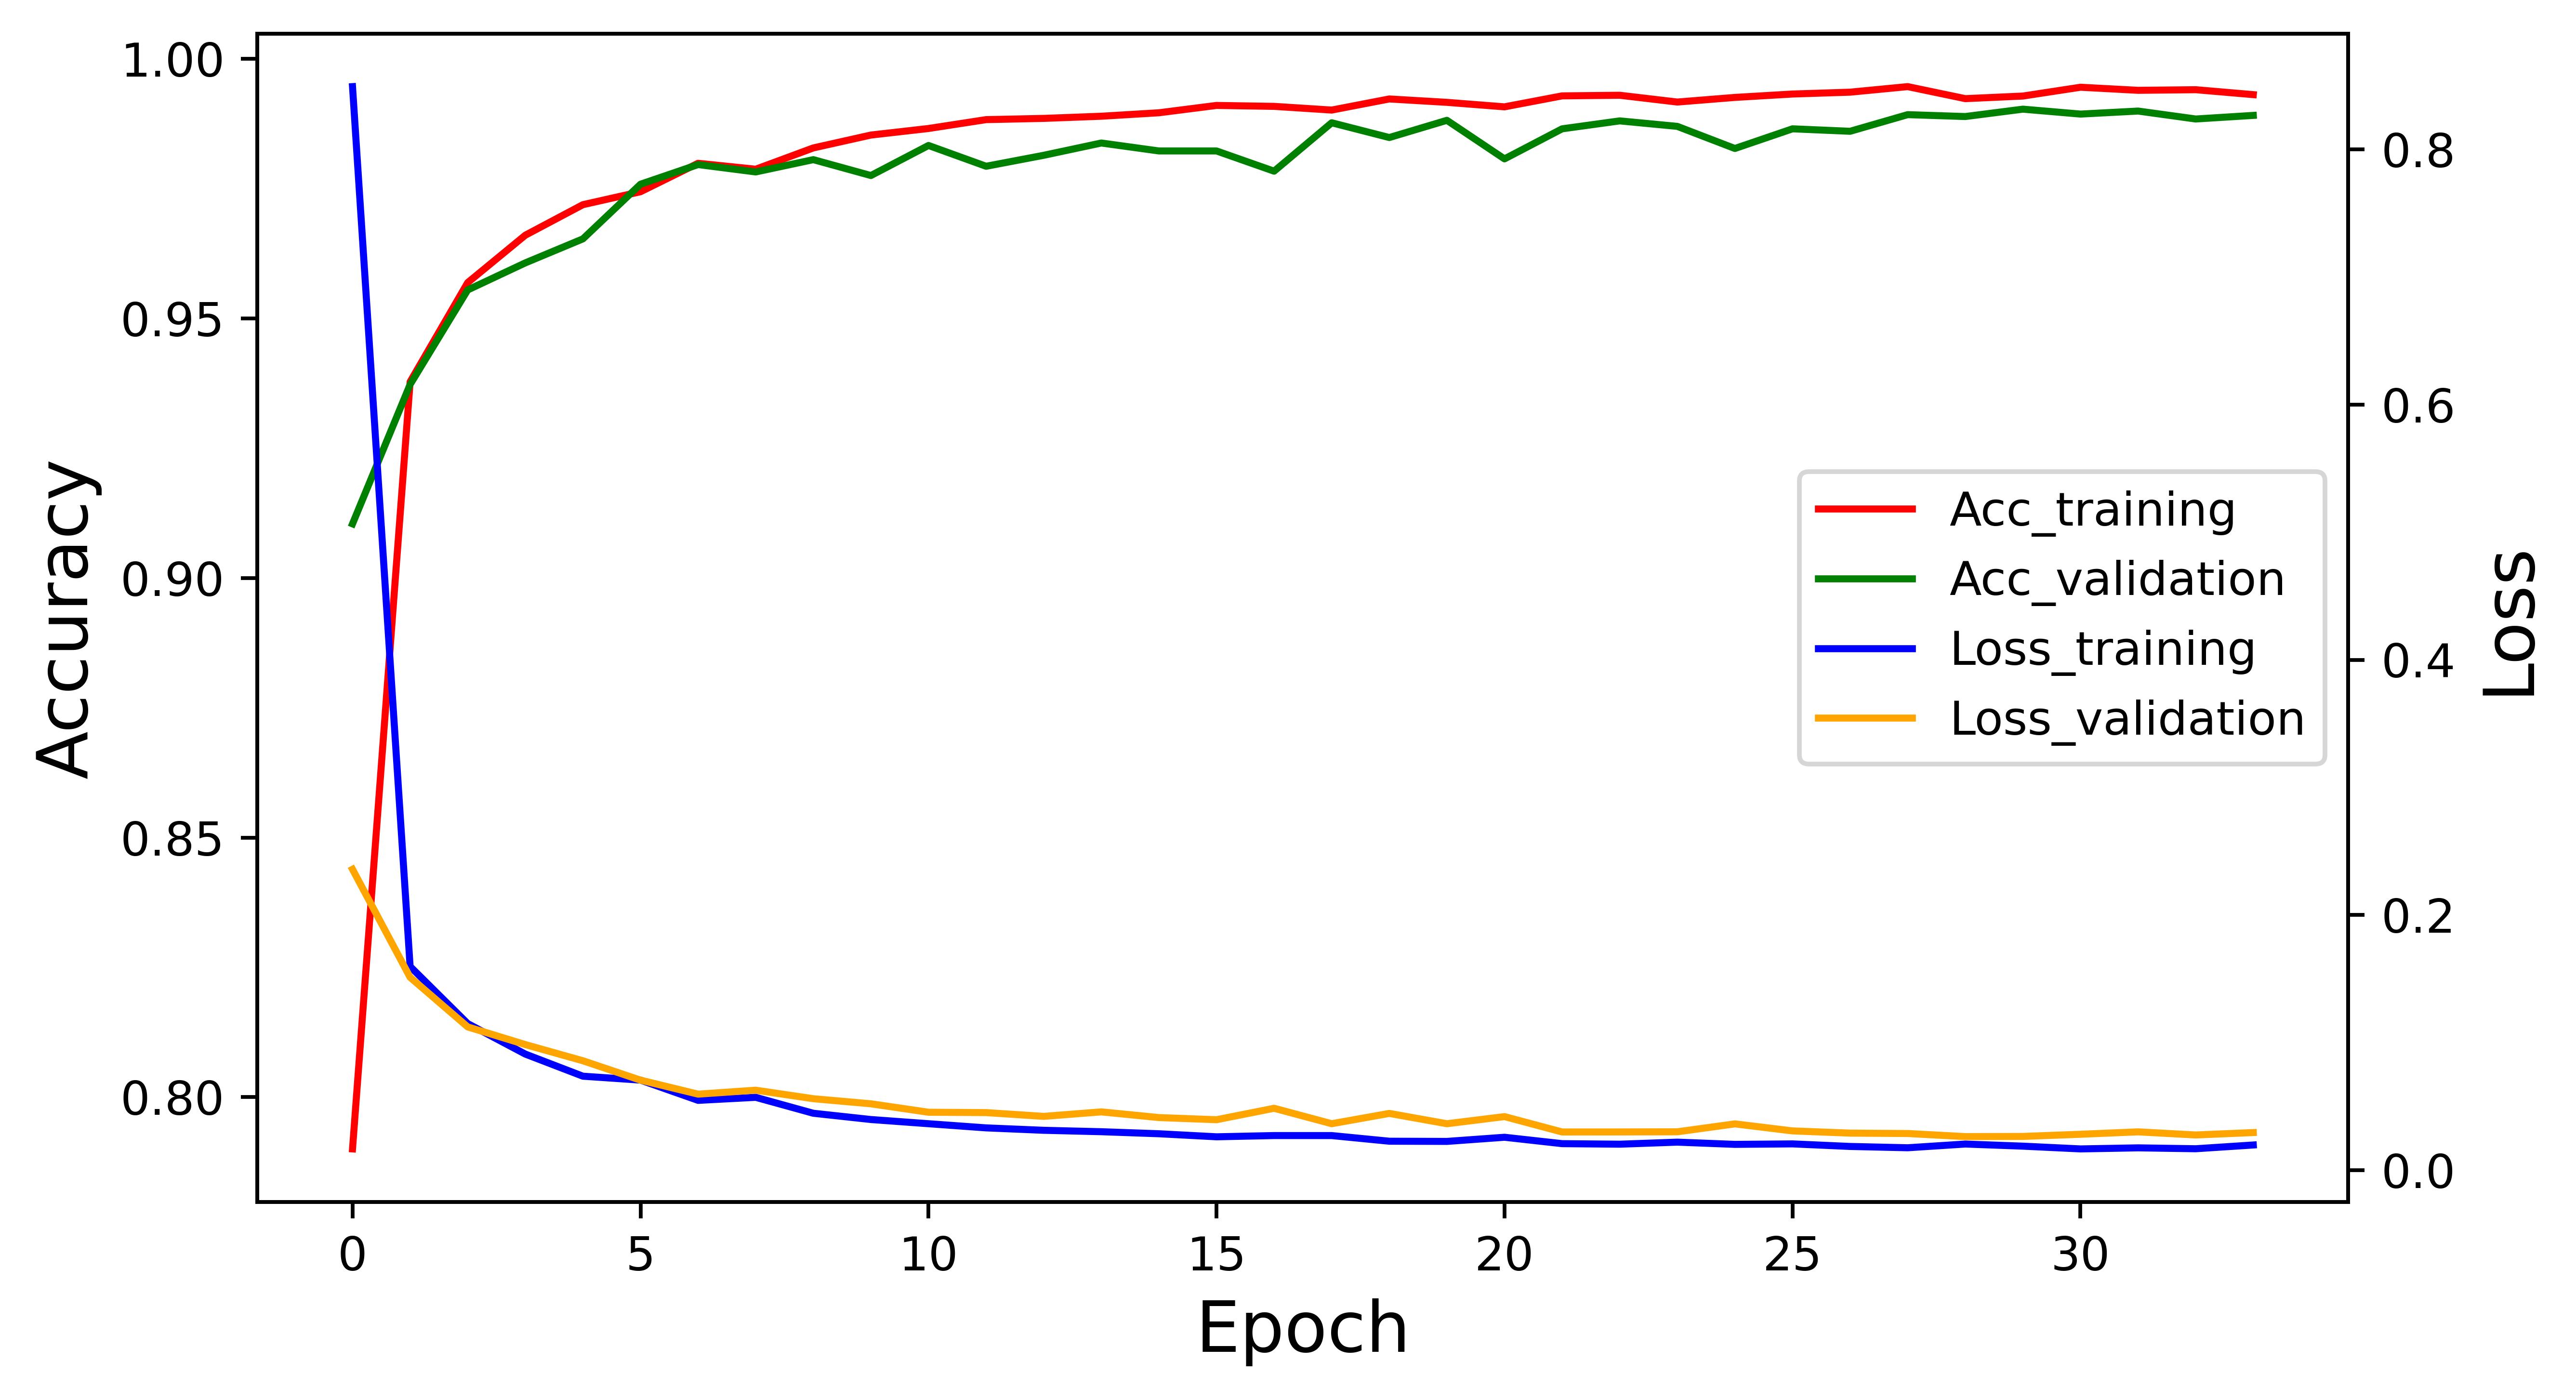 1.00
0.95
0.90
0.85
0.80
Accuracy
0.8
0.6
0.4
0.2
0.0
Loss
Acc_training
Acc_validation
Loss_training
Loss_validation
0 5 10 15 20 25 30
Epoch